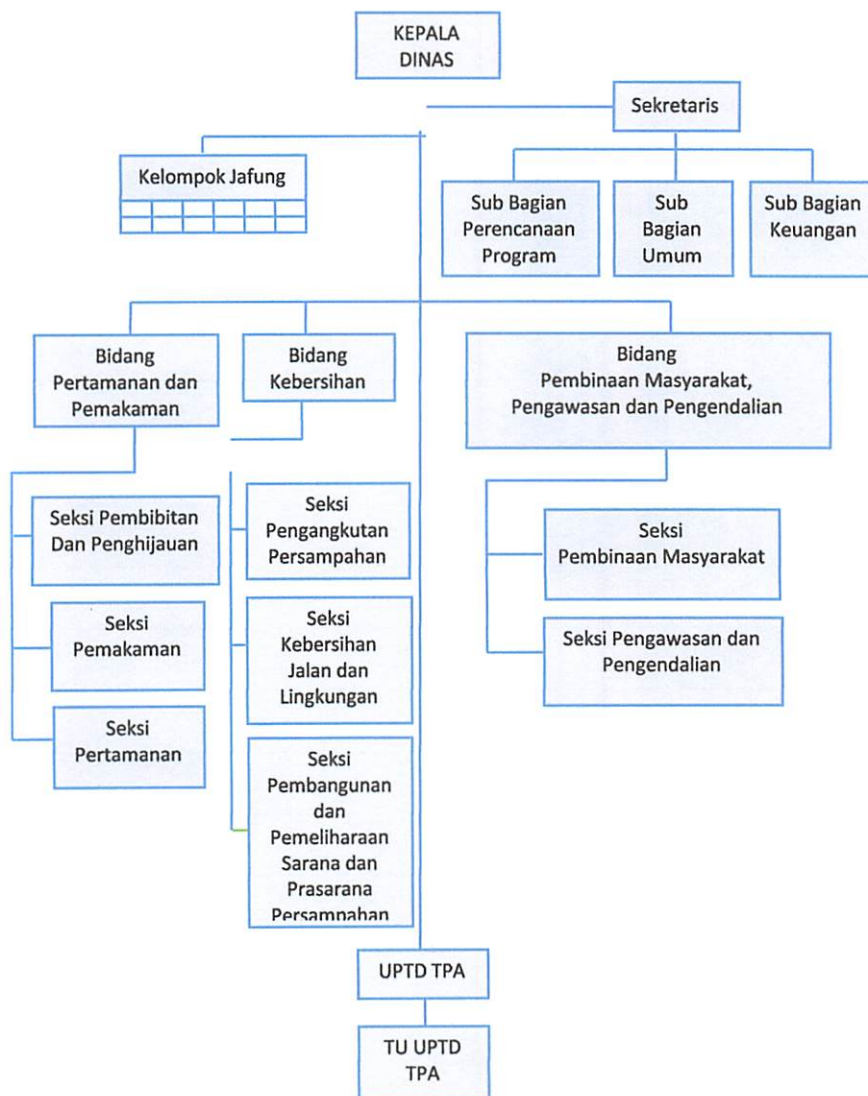 KEPALA
DINAS
Sekretaris
Kelompok Jafung
Sub Bagian
Perencanaan
Program
Sub
Bagian
Umum
Sub Bagian
Keuangan
Bidang
Pertamanan dan
Pemakaman
Bidang
Kebersihan
Bidang
Pembinaan Masyarakat,
Pengawasan dan Pengendalian
Seksi Pembibitan
Dan Penghijauan
Seksi
Pemakaman
Seksi
Pertamanan
Seksi
Pengangkutan
Persampahan
Seksi
Kebersihan
Jalan dan
Lingkungan
Seksi
Pembangunan
dan
Pemeliharaan
Sarana dan
Prasarana
Persampahan
Seksi
Pembinaan Masyarakat
Seksi Pengawasan dan
Pengendalian
UPTD TPA
TU UPTD
TPA